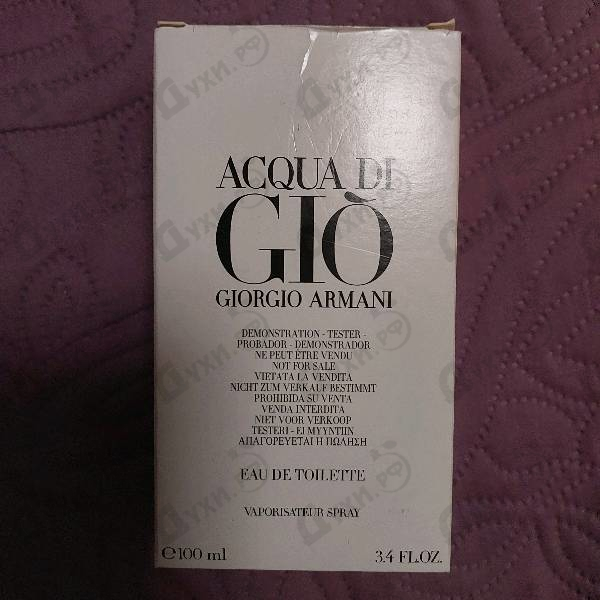 ACQUA DI
GIÒ
GIORGIO ARMANI
DEMONSTRATION - TESTER -
PROBADOR - DEMONSTRADOR
NE PEUT ÊTRE VENDU
NOT FOR SALE
VIETATA LA VENDITA
NICHT ZUM VERKAUF BESTIMMT
PROHIBIDA SU VENTA
VENDA INTERDITA
NIET VOOR VERKOOP
TESTERI - EI MYYNTIIN
ΑΠΑΓΟΡΕΥΕΤΑΙ Η ΠΩΛΗΣΗ
EAU DE TOILETTE
VAPORISATEUR SPRAY
℮100 ml 3.4 FL.OZ.
Духи.рф